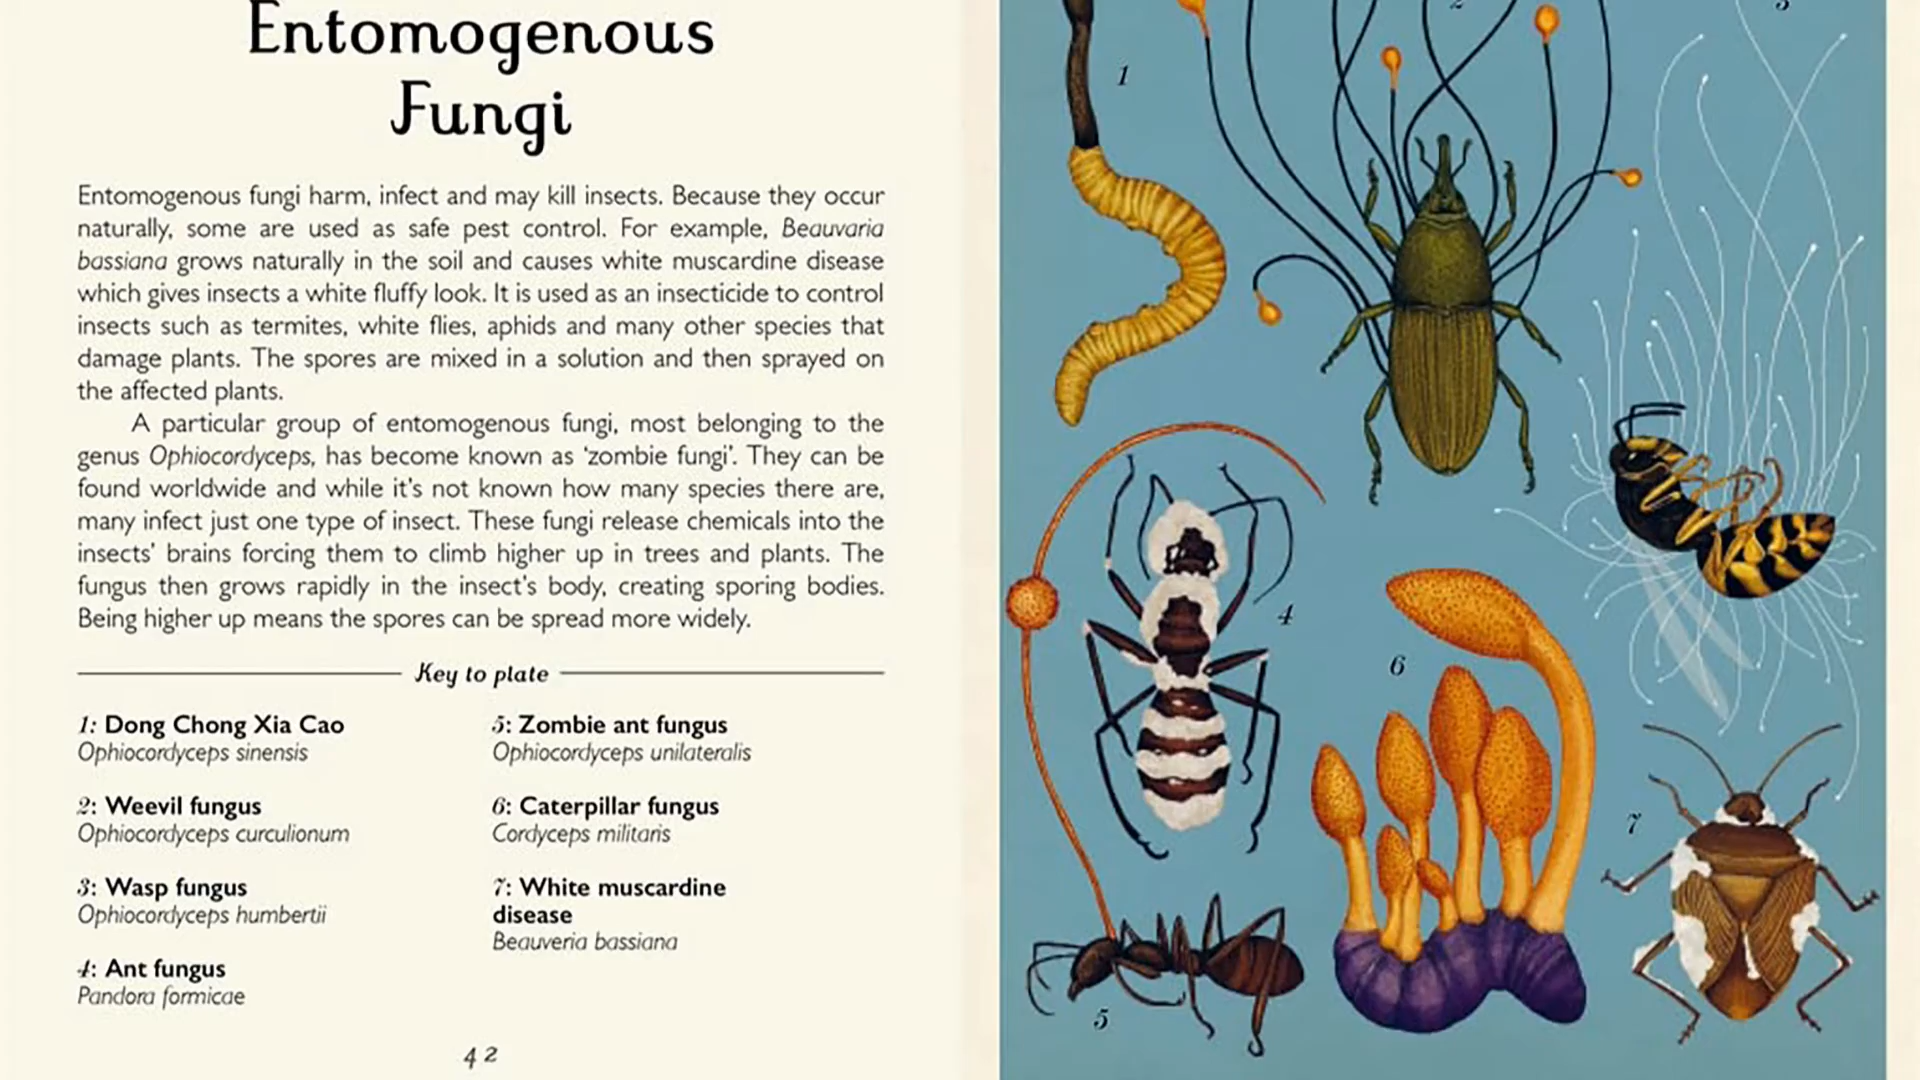 Entomogenous
Fungi
Entomogenous fungi harm, infect and may kill insects. Because they occur
naturally, some are used as safe pest control. For example, Beauvaria
bassiana grows naturally in the soil and causes white muscardine disease
which gives insects a white fluffy look. It is used as an insecticide to control
insects such as termites, white flies, aphids and many other species that
damage plants. The spores are mixed in a solution and then sprayed on
the affected plants.
A particular group of entomogenous fungi, most belonging to the
genus Ophiocordyceps, has become known as ‘zombie fungi’. They can be
found worldwide and while it’s not known how many species there are,
many infect just one type of insect. These fungi release chemicals into the
insects’ brains forcing them to climb higher up in trees and plants. The
fungus then grows rapidly in the insect’s body, creating sporing bodies.
Being higher up means the spores can be spread more widely.
Key to plate
1: Dong Chong Xia Cao
Ophiocordyceps sinensis
2: Weevil fungus
Ophiocordyceps curculionum
3: Wasp fungus
Ophiocordyceps humbertii
4: Ant fungus
Pandora formicae
5: Zombie ant fungus
Ophiocordyceps unilateralis
6: Caterpillar fungus
Cordyceps militaris
7: White muscardine
disease
Beauveria bassiana
42
1
2
3
4
6
7
5